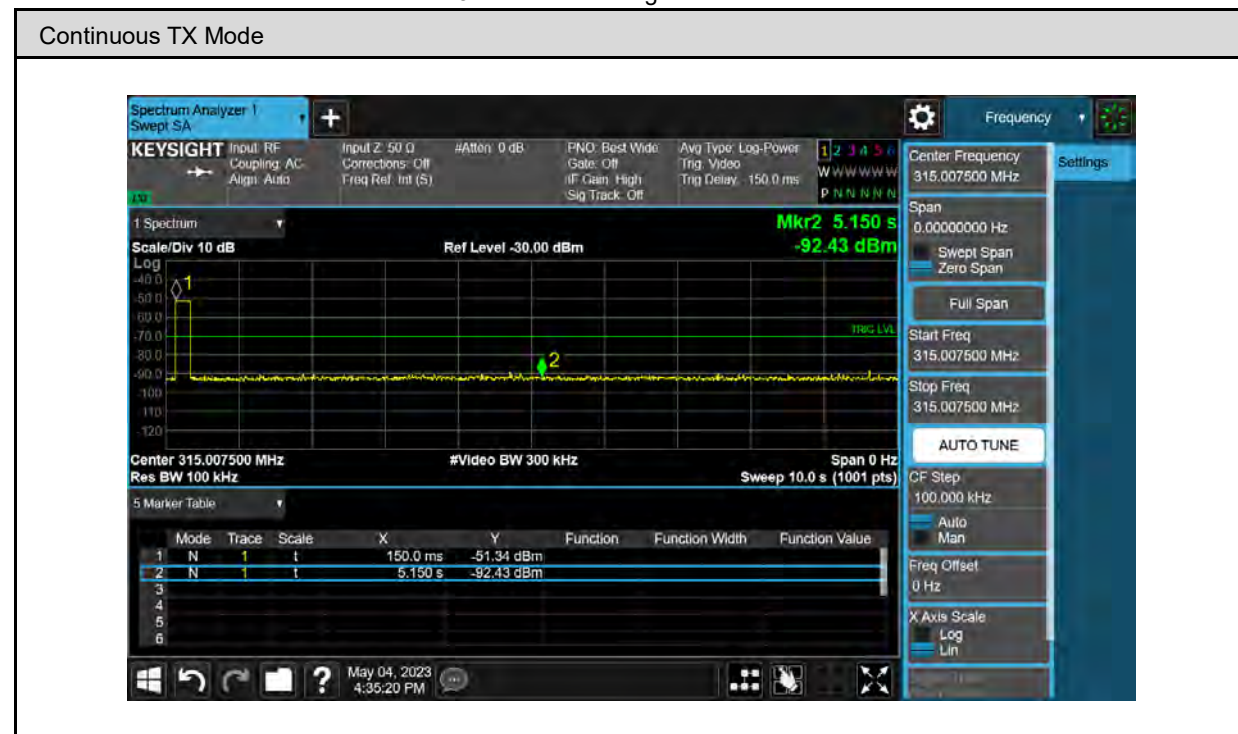 Continuous TX Mode
Spectrum Analyzer 1
Swept SA
+
Frequency
KEYSIGHT
Input: RF
Coupling: AC
Align: Auto
Input Z: 50 Ω
Corrections: Off
Freq Ref: Int (S)
#Atten: 0 dB
PNO: Best Wide
Gate: Off
IF Gain: High
Sig Track: Off
Avg Type: Log-Power
Trig: Video
Trig Delay: -150.0 ms
1 2 3 4 5 6
W W W W W W
P N N N N N
1 Spectrum
Mkr2 5.150 s
Scale/Div 10 dB
Ref Level -30.00 dBm
-92.43 dBm
Log
-40.0
-50.0
-60.0
-70.0
-80.0
-90.0
-100
-110
-120
1
2
TRIG LVL
Center 315.007500 MHz
#Video BW 300 kHz
Span 0 Hz
Res BW 100 kHz
Sweep 10.0 s (1001 pts)
5 Marker Table
Mode Trace Scale X Y Function Function Width Function Value
1 N 1 t 150.0 ms -51.34 dBm
2 N 1 t 5.150 s -92.43 dBm
3
4
5
6
?
May 04, 2023
4:35:20 PM
Center Frequency
315.007500 MHz
Settings
Span
0.00000000 Hz
Swept Span
Zero Span
Full Span
Start Freq
315.007500 MHz
Stop Freq
315.007500 MHz
AUTO TUNE
CF Step
100.000 kHz
Auto
Man
Freq Offset
0 Hz
X Axis Scale
Log
Lin